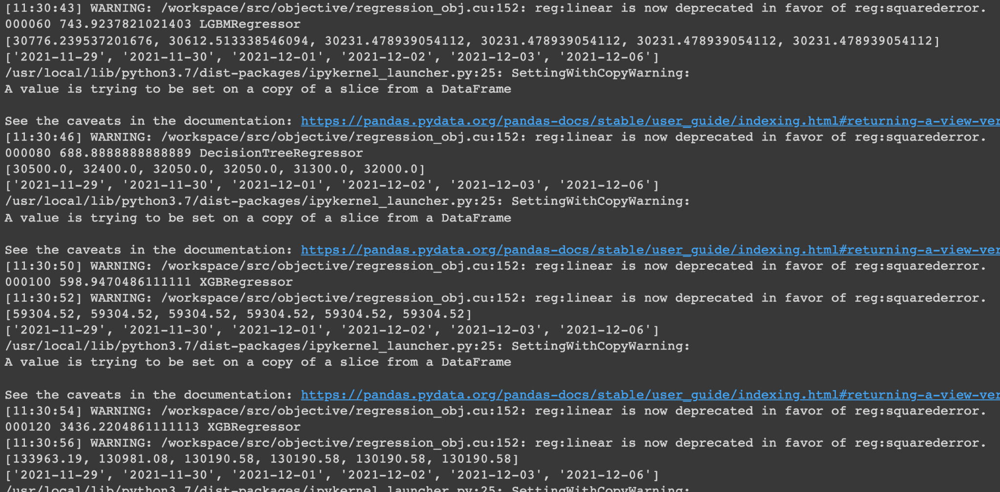 [11:30:43] WARNING: /workspace/src/objective/regression_obj.cu:152: reg:linear is now deprecated in favor of reg:squarederror.
000060 743.9237821021403 LGBMRegressor
[30776.239537201676, 30612.513338546094, 30231.478939054112, 30231.478939054112, 30231.478939054112, 30231.478939054112]
['2021-11-29', '2021-11-30', '2021-12-01', '2021-12-02', '2021-12-03', '2021-12-06']
/usr/local/lib/python3.7/dist-packages/ipykernel_launcher.py:25: SettingWithCopyWarning:
A value is trying to be set on a copy of a slice from a DataFrame
See the caveats in the documentation: https://pandas.pydata.org/pandas-docs/stable/user_guide/indexing.html#returning-a-view-ver
[11:30:46] WARNING: /workspace/src/objective/regression_obj.cu:152: reg:linear is now deprecated in favor of reg:squarederror.
000080 688.8888888888889 DecisionTreeRegressor
[30500.0, 32400.0, 32050.0, 32050.0, 31300.0, 32000.0]
['2021-11-29', '2021-11-30', '2021-12-01', '2021-12-02', '2021-12-03', '2021-12-06']
/usr/local/lib/python3.7/dist-packages/ipykernel_launcher.py:25: SettingWithCopyWarning:
A value is trying to be set on a copy of a slice from a DataFrame
See the caveats in the documentation: https://pandas.pydata.org/pandas-docs/stable/user_guide/indexing.html#returning-a-view-ver
[11:30:50] WARNING: /workspace/src/objective/regression_obj.cu:152: reg:linear is now deprecated in favor of reg:squarederror.
000100 598.9470486111111 XGBRegressor
[11:30:52] WARNING: /workspace/src/objective/regression_obj.cu:152: reg:linear is now deprecated in favor of reg:squarederror.
[59304.52, 59304.52, 59304.52, 59304.52, 59304.52, 59304.52]
['2021-11-29', '2021-11-30', '2021-12-01', '2021-12-02', '2021-12-03', '2021-12-06']
/usr/local/lib/python3.7/dist-packages/ipykernel_launcher.py:25: SettingWithCopyWarning:
A value is trying to be set on a copy of a slice from a DataFrame
See the caveats in the documentation: https://pandas.pydata.org/pandas-docs/stable/user_guide/indexing.html#returning-a-view-ver
[11:30:54] WARNING: /workspace/src/objective/regression_obj.cu:152: reg:linear is now deprecated in favor of reg:squarederror.
000120 3436.2204861111113 XGBRegressor
[11:30:56] WARNING: /workspace/src/objective/regression_obj.cu:152: reg:linear is now deprecated in favor of reg:squarederror.
[133963.19, 130981.08, 130190.58, 130190.58, 130190.58, 130190.58]
['2021-11-29', '2021-11-30', '2021-12-01', '2021-12-02', '2021-12-03', '2021-12-06']
/usr/local/lib/python3.7/dist-packages/ipykernel_launcher.py:25: SettingWithCopyWarning: